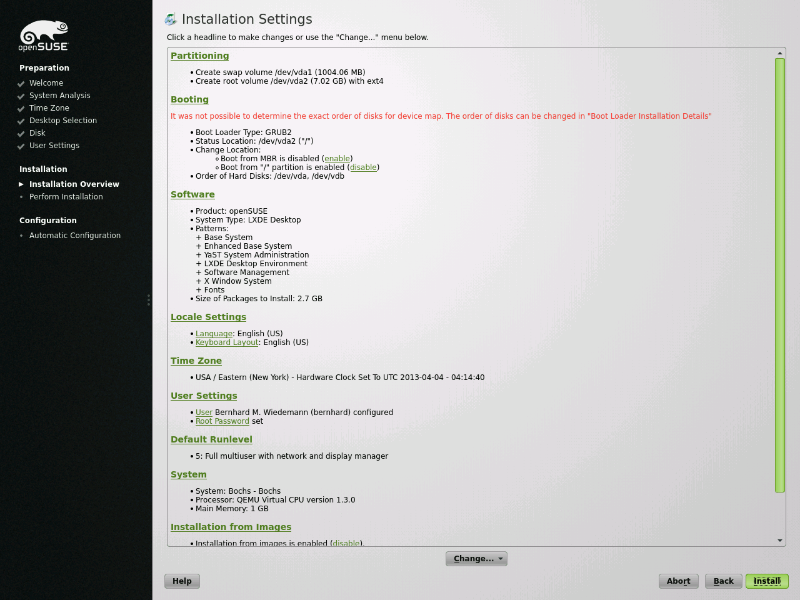 openSUSE
Preparation
Welcome
System Analysis
Time Zone
Desktop Selection
Disk
User Settings
Installation
Installation Overview
Perform Installation
Configuration
Automatic Configuration
Installation Settings
Click a headline to make changes or use the "Change..." menu below.
Partitioning
Create swap volume /dev/vda1 (1004.06 MB)
Create root volume /dev/vda2 (7.02 GB) with ext4
Booting
It was not possible to determine the exact order of disks for device map. The order of disks can be changed in "Boot Loader Installation Details"
Boot Loader Type: GRUB2
Status Location: /dev/vda2 ("/")
Change Location:
Boot from MBR is disabled (enable)
Boot from "/" partition is enabled (disable)
Order of Hard Disks: /dev/vda, /dev/vdb
Software
Product: openSUSE
System Type: LXDE Desktop
Patterns:
+ Base System
+ Enhanced Base System
+ YaST System Administration
+ LXDE Desktop Environment
+ Software Management
+ X Window System
+ Fonts
Size of Packages to Install: 2.7 GB
Locale Settings
Language: English (US)
Keyboard Layout: English (US)
Time Zone
USA / Eastern (New York) - Hardware Clock Set To UTC 2013-04-04 - 04:14:40
User Settings
User Bernhard M. Wiedemann (bernhard) configured
Root Password set
Default Runlevel
5: Full multiuser with network and display manager
System
System: Bochs - Bochs
Processor: QEMU Virtual CPU version 1.3.0
Main Memory: 1 GB
Installation from Images
Installation from images is enabled (disable).
Change...
Help
Abort
Back
Install